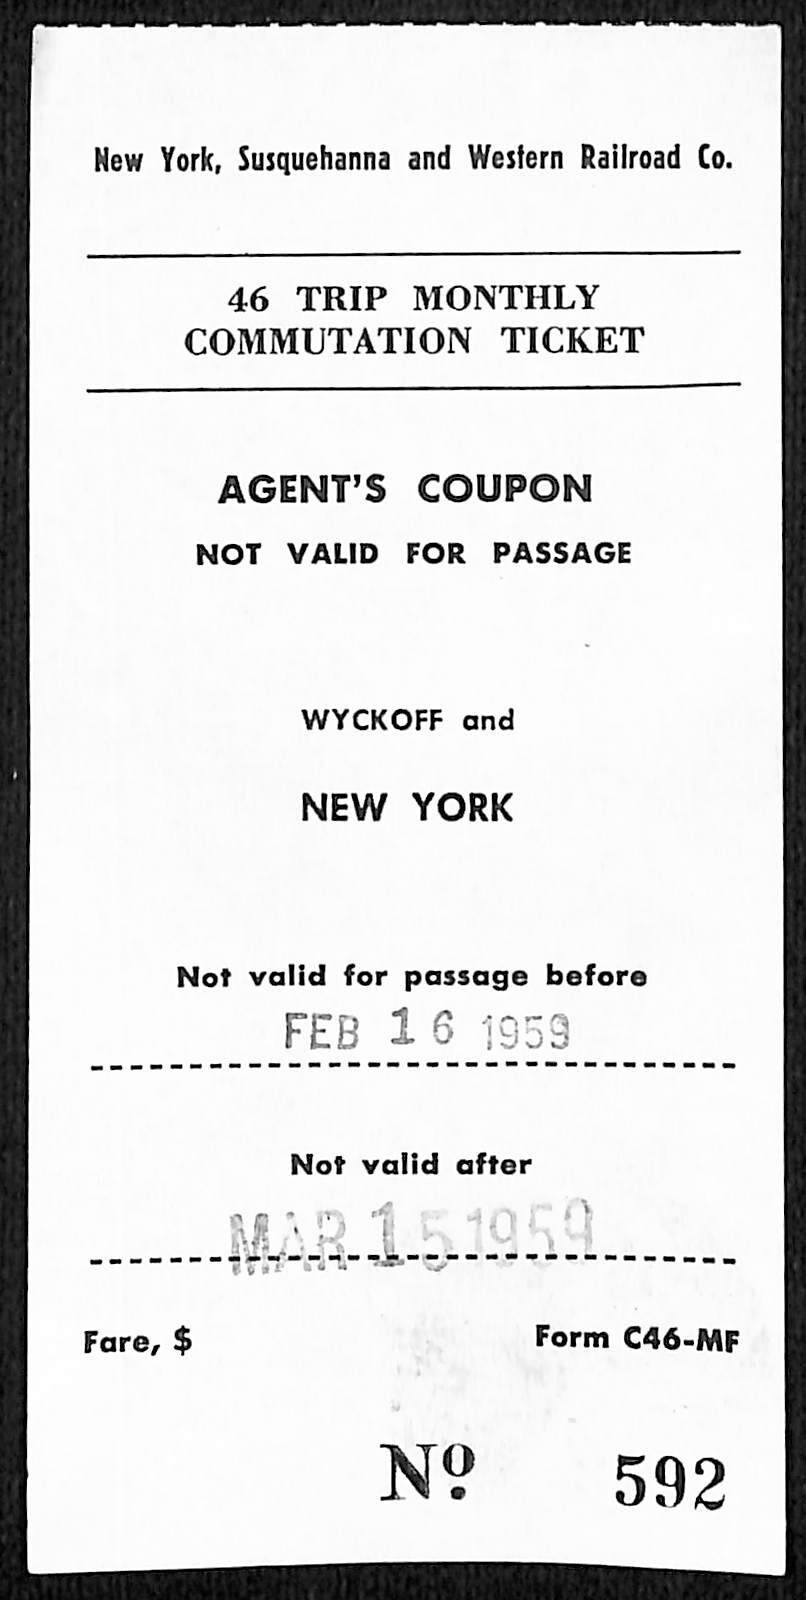 New York, Susquehanna and Western Railroad Co.
46 TRIP MONTHLY
COMMUTATION TICKET
AGENT'S COUPON
NOT VALID FOR PASSAGE
WYCKOFF and
NEW YORK
Not valid for passage before
FEB 16 1959
Not valid after
MAR 15 1959
Fare, $
Form C46-MF
Nº 592